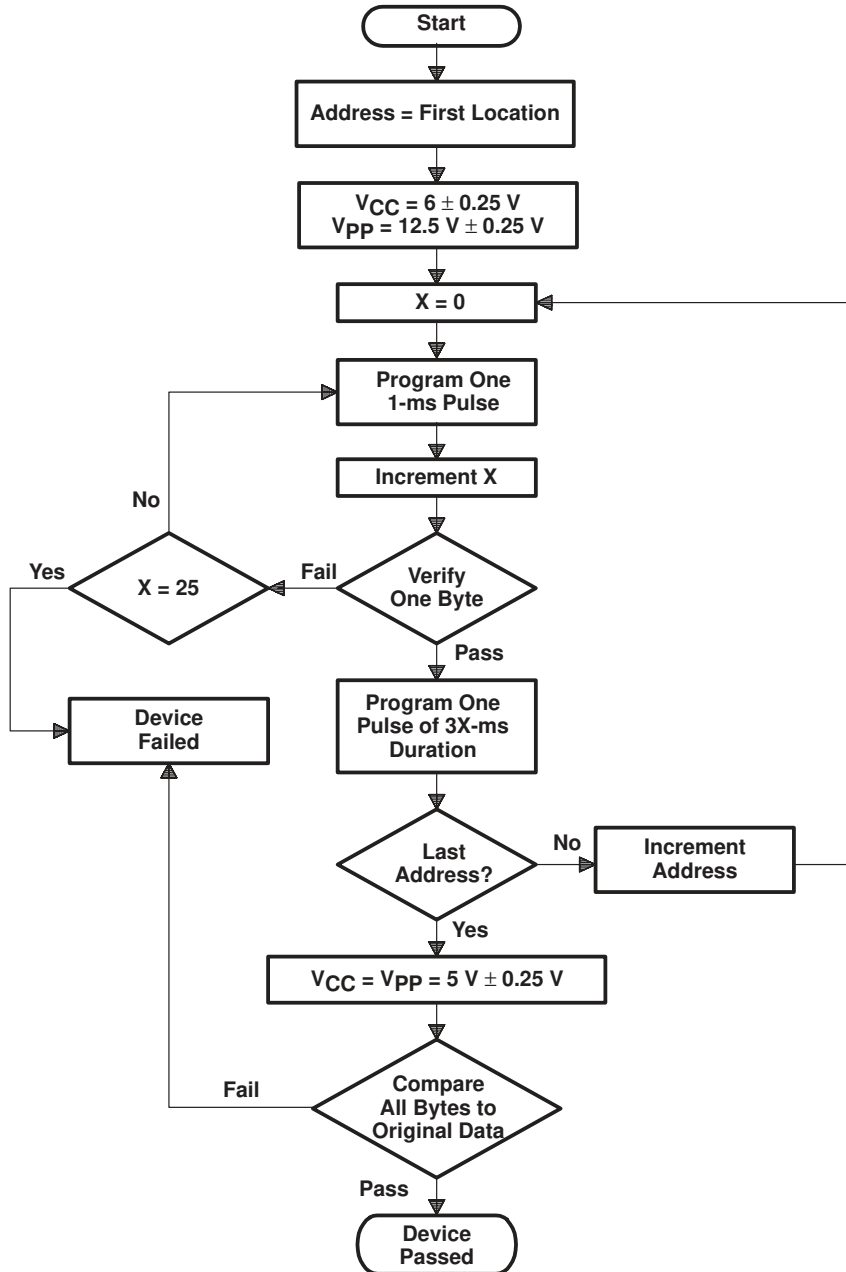 Start
Address = First Location
VCC = 6 ± 0.25 V
VPP = 12.5 V ± 0.25 V
X = 0
Program One
1-ms Pulse
Increment X
No
Yes
X = 25
Fail
Verify
One Byte
Pass
Device
Failed
Program One
Pulse of 3X-ms
Duration
Last
Address?
No
Increment
Address
Yes
VCC = VPP = 5 V ± 0.25 V
Fail
Compare
All Bytes to
Original Data
Pass
Device
Passed